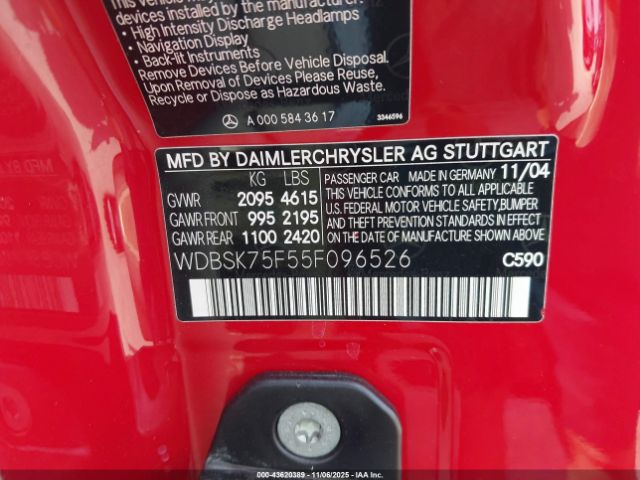 This Vehicle may
devices installed by the manufacturer:
• High Intensity Discharge Headlamps
• Navigation Display
• Back-lit Instruments
Remove Devices Before Vehicle Disposal.
Upon Removal of Devices Please Reuse,
Recycle or Dispose as Hazardous Waste.
A 000 584 36 17
3346596
MFD BY DAIMLERCHRYSLER AG STUTTGART
KG LBS
GVWR 2095 4615
GAWR FRONT 995 2195
GAWR REAR 1100 2420
PASSENGER CAR MADE IN GERMANY 11/04
THIS VEHICLE CONFORMS TO ALL APPLICABLE
U.S. FEDERAL MOTOR VEHICLE SAFETY,BUMPER
AND THEFT PREVENTION STANDARDS IN EFFECT
ON THE DATE OF MANUFACTURE SHOWN ABOVE.
WDBSK75F55F096526
C590
000-43620389 - 11/06/2025 - IAA Inc.